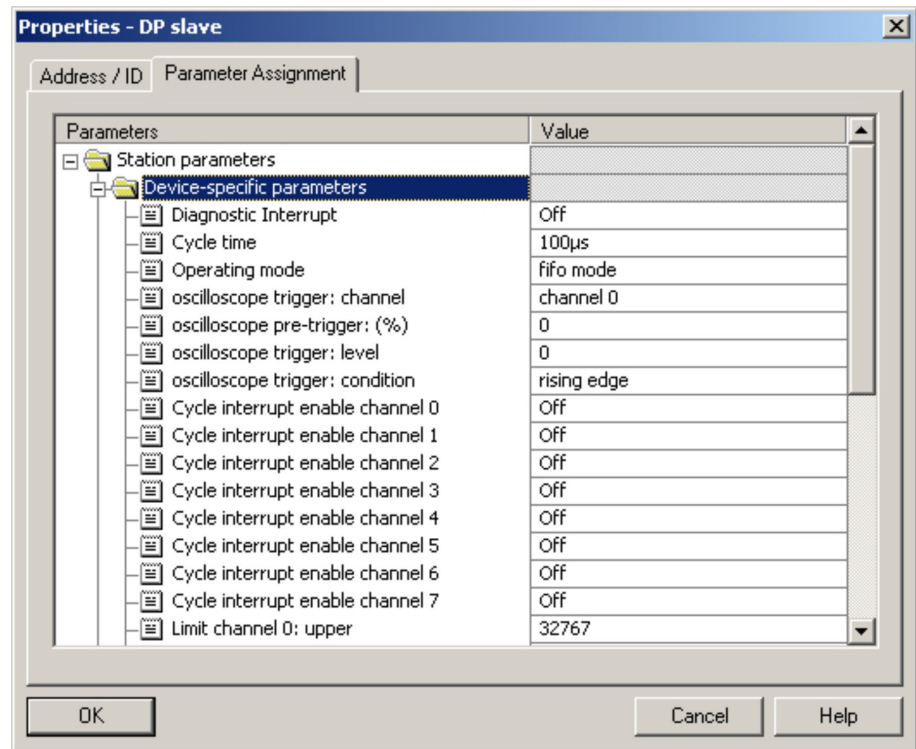 Properties - DP slave
Address / ID Parameter Assignment
Parameters Value
Station parameters
Device-specific parameters
Diagnostic Interrupt Off
Cycle time 100µs
Operating mode fifo mode
oscilloscope trigger: channel channel 0
oscilloscope pre-trigger: (%) 0
oscilloscope trigger: level 0
oscilloscope trigger: condition rising edge
Cycle interrupt enable channel 0 Off
Cycle interrupt enable channel 1 Off
Cycle interrupt enable channel 2 Off
Cycle interrupt enable channel 3 Off
Cycle interrupt enable channel 4 Off
Cycle interrupt enable channel 5 Off
Cycle interrupt enable channel 6 Off
Cycle interrupt enable channel 7 Off
Limit channel 0: upper 32767
OK Cancel Help